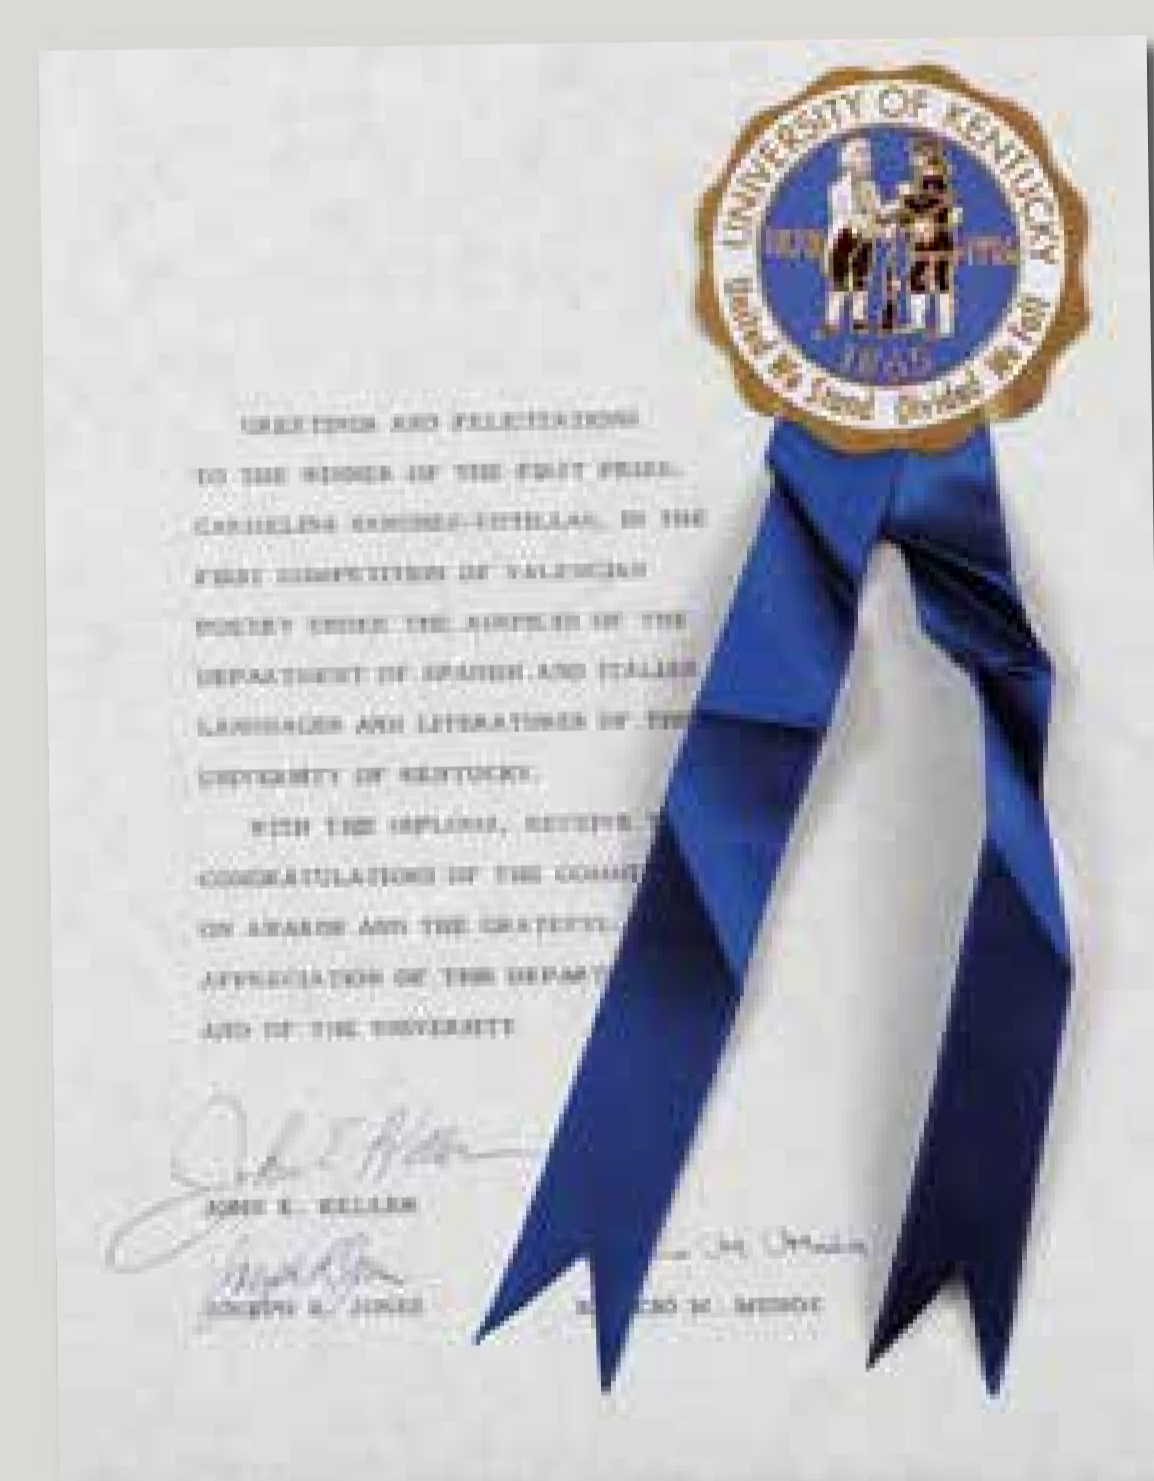 UNIVERSITY OF KENTUCKY
1865
United We Stand Divided We Fall
GREETINGS AND FELICITATIONS
TO THE WINNER OF THE FIRST PRIZE,
IN THE
FIRST COMPETITION OF VALENCIAN
POETRY UNDER THE AUSPICES OF THE
DEPARTMENT OF SPANISH AND ITALIAN
LANGUAGES AND LITERATURES OF THE
UNIVERSITY OF KENTUCKY.
WITH THE DIPLOMA, RECEIVE
CONGRATULATIONS OF THE
ON AWARDS AND THE GRATEFUL
APPRECIATION OF THE DEPART
AND OF THE UNIVERSITY
JOHN E. KELLER
JOSEPH R. JONES
M. MUNOZ